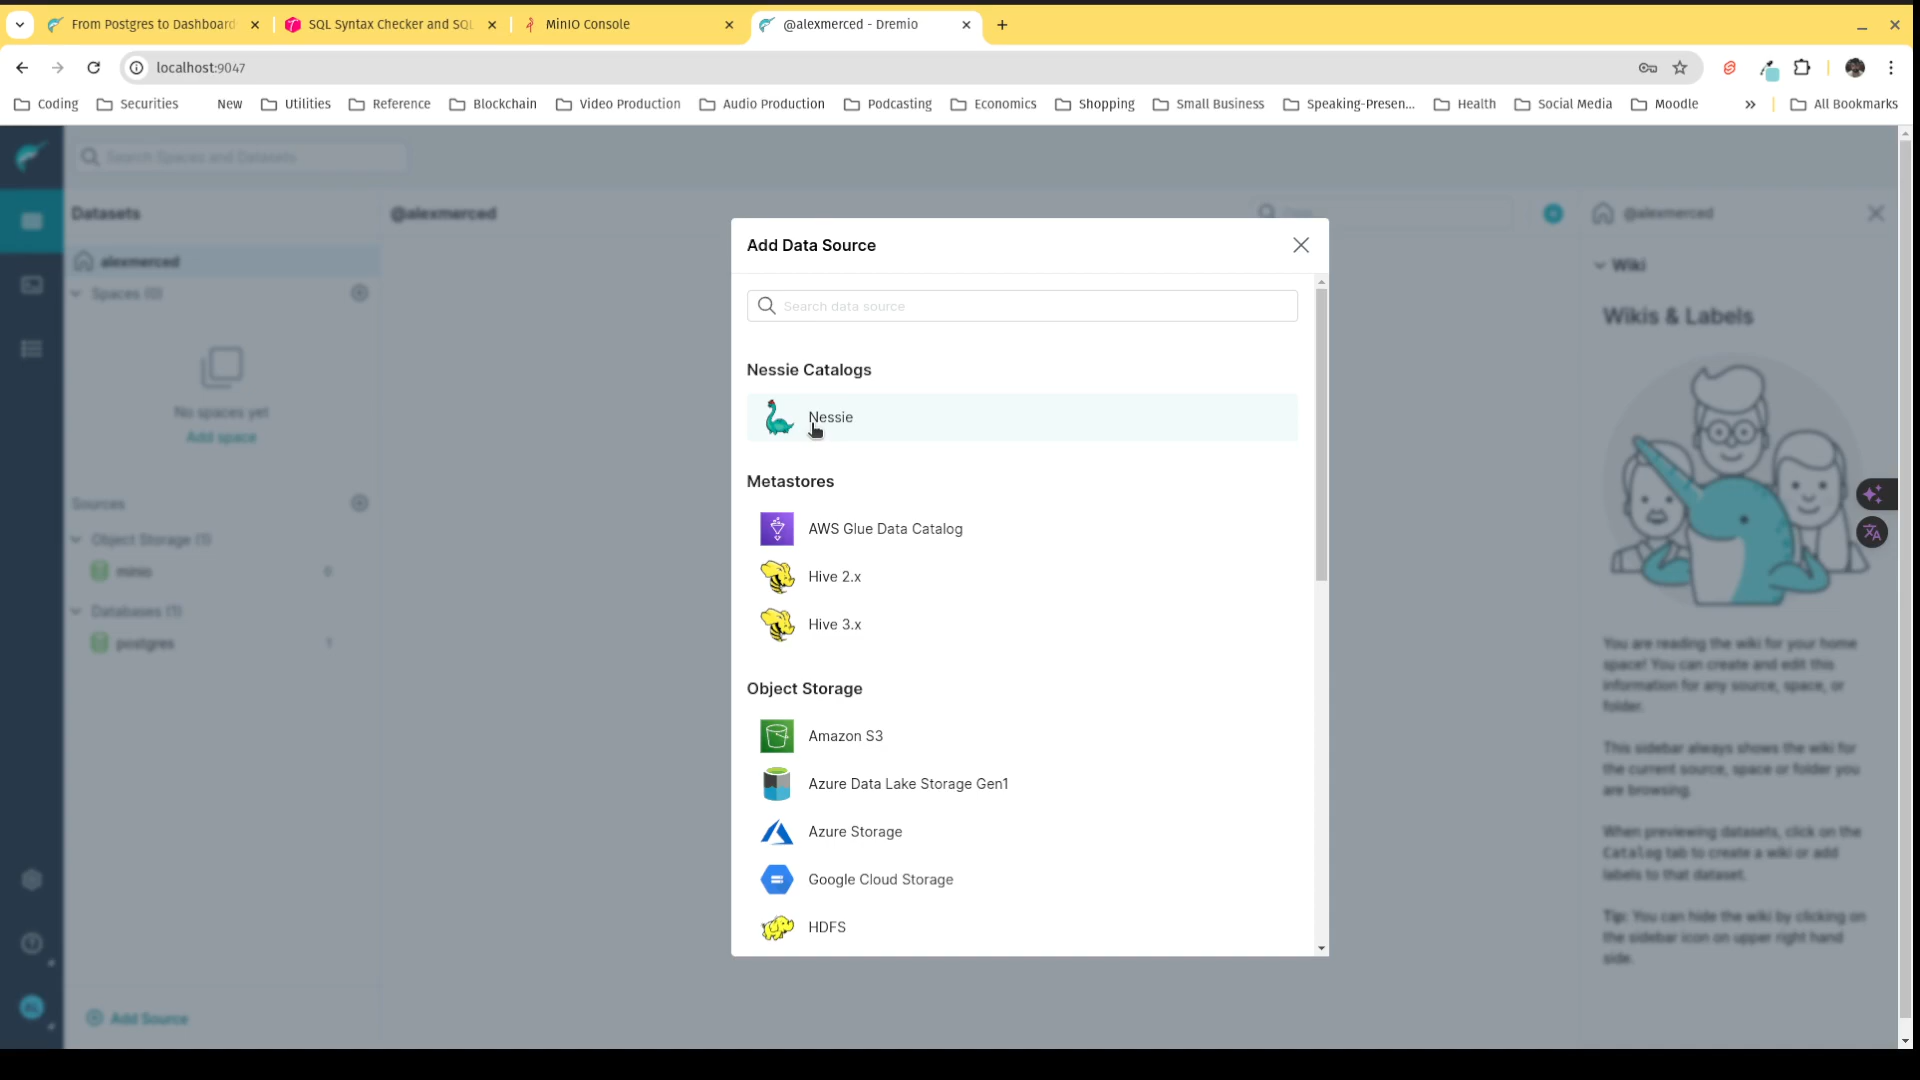 From Postgres to Dashboard
SQL Syntax Checker and SQL
MinIO Console
@alexmerced - Dremio
localhost:9047
Coding
Securities
New
Utilities
Reference
Blockchain
Video Production
Audio Production
Podcasting
Economics
Shopping
Small Business
Speaking-Presen...
Health
Social Media
Moodle
All Bookmarks
Search Spaces and Datasets
Datasets
@alexmerced
@alexmerced
alexmerced
Spaces (0)
No spaces yet
Add space
Sources
Object Storage (1)
minio 0
Databases (1)
postgres 1
Add Source
Add Data Source
Search data source
Nessie Catalogs
Nessie
Metastores
AWS Glue Data Catalog
Hive 2.x
Hive 3.x
Object Storage
Amazon S3
Azure Data Lake Storage Gen1
Azure Storage
Google Cloud Storage
HDFS
Wiki
Wikis & Labels
You are reading the wiki for your home
space! You can create and edit this
information for any source, space, or
folder.
This sidebar always shows the wiki for
the current source, space or folder you
are browsing.
When previewing datasets, click on the
Catalog tab to create a wiki or add
labels to that dataset.
Tip: You can hide the wiki by clicking on
the sidebar icon on upper right hand
side.